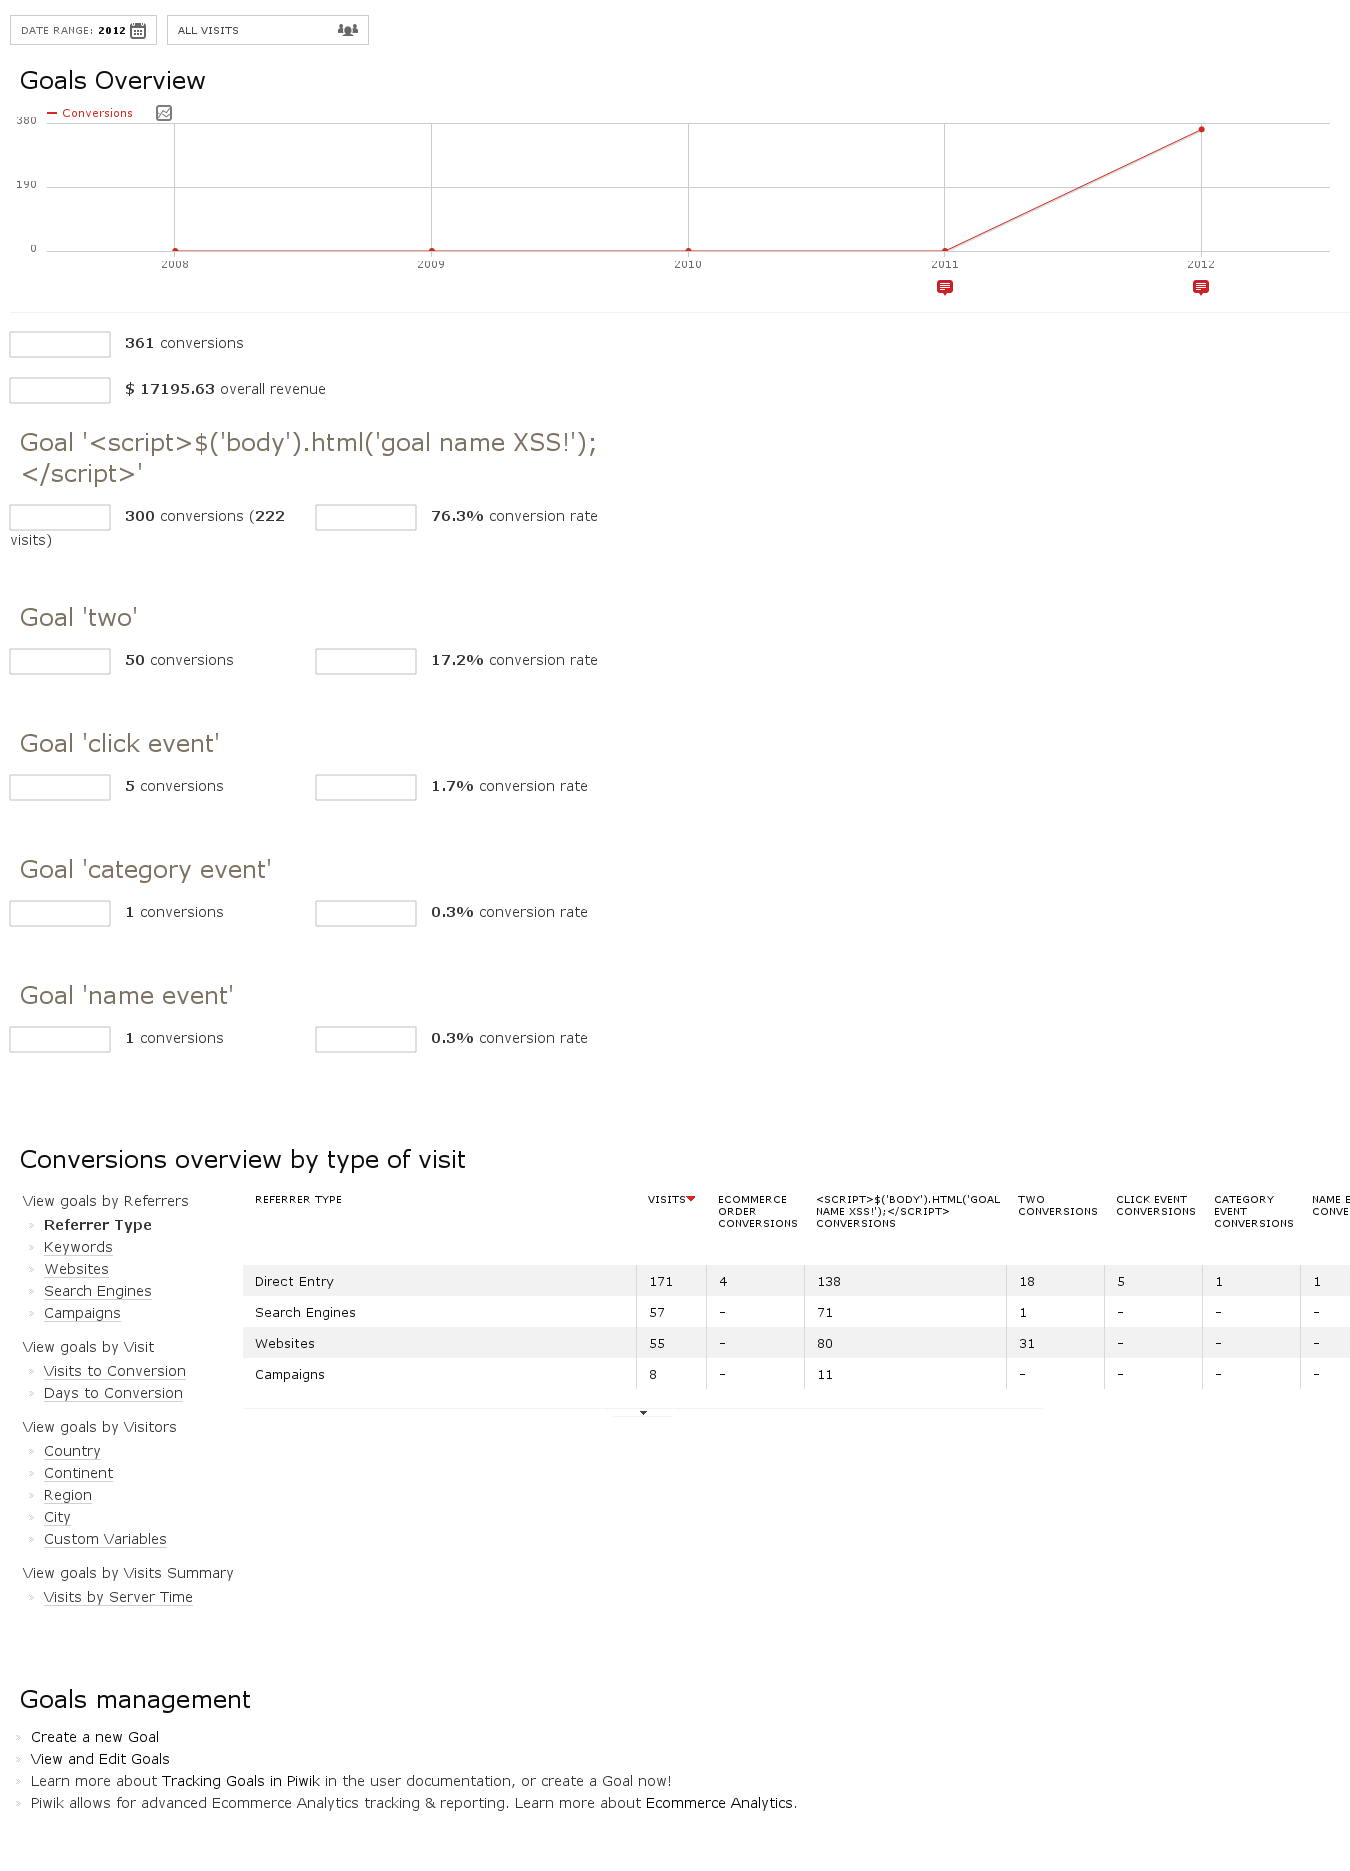 DATE RANGE: 2012
ALL VISITS
Goals Overview
Conversions
380
190
0
2008 2009 2010 2011 2012
361 conversions
$ 17195.63 overall revenue
Goal '<script>$('body').html('goal name XSS!');
</script>'
300 conversions (222
visits)
76.3% conversion rate
Goal 'two'
50 conversions
17.2% conversion rate
Goal 'click event'
5 conversions
1.7% conversion rate
Goal 'category event'
1 conversions
0.3% conversion rate
Goal 'name event'
1 conversions
0.3% conversion rate
Conversions overview by type of visit
View goals by Referrers
» Referrer Type
» Keywords
» Websites
» Search Engines
» Campaigns
View goals by Visit
» Visits to Conversion
» Days to Conversion
View goals by Visitors
» Country
» Continent
» Region
» City
» Custom Variables
View goals by Visits Summary
» Visits by Server Time
REFERRER TYPE
VISITS
ECOMMERCE
ORDER
CONVERSIONS
<SCRIPT>$('BODY').HTML('GOAL
NAME XSS!');</SCRIPT>
CONVERSIONS
TWO
CONVERSIONS
CLICK EVENT
CONVERSIONS
CATEGORY
EVENT
CONVERSIONS
NAME E
CONVE
Direct Entry 171 4 138 18 5 1 1
Search Engines 57 - 71 1 - - -
Websites 55 - 80 31 - - -
Campaigns 8 - 11 - - - -
Goals management
» Create a new Goal
» View and Edit Goals
» Learn more about Tracking Goals in Piwik in the user documentation, or create a Goal now!
» Piwik allows for advanced Ecommerce Analytics tracking & reporting. Learn more about Ecommerce Analytics.